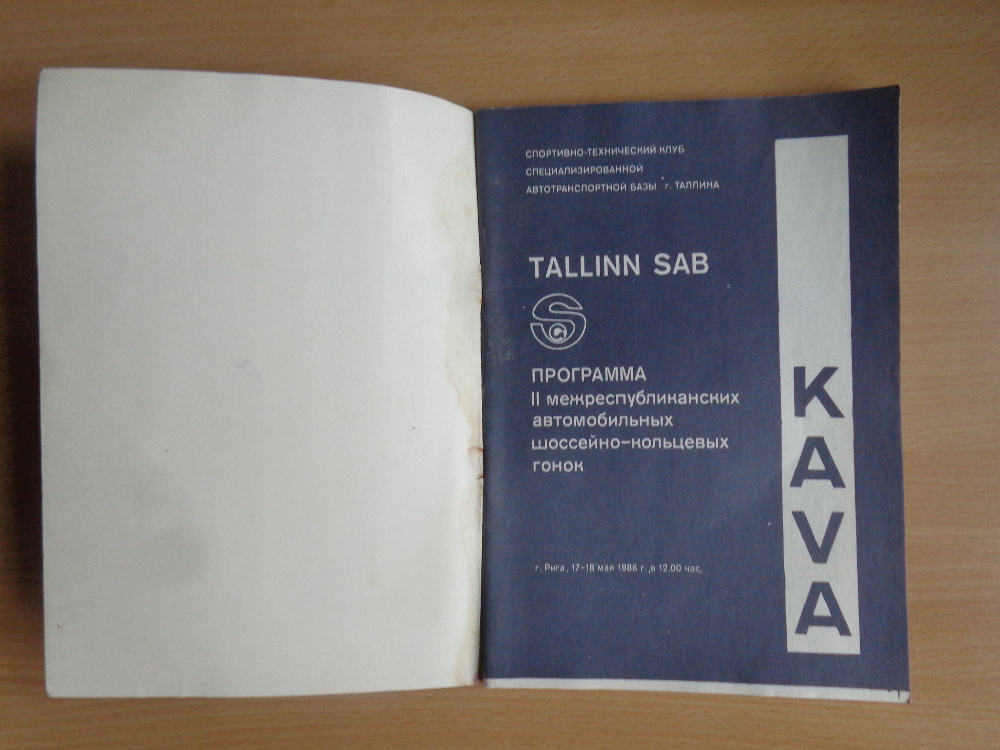 СПОРТИВНО-ТЕХНИЧЕСКИЙ КЛУБ
СПЕЦИАЛИЗИРОВАННОЙ
АВТОТРАНСПОРТНОЙ БАЗЫ г. ТАЛЛИНА
TALLINN SAB
ПРОГРАММА
II межреспубликанских
автомобильных
шоссейно-кольцевых
гонок
г. Рига, 17-18 мая 1986 г., в 12.00 час.
KAVA